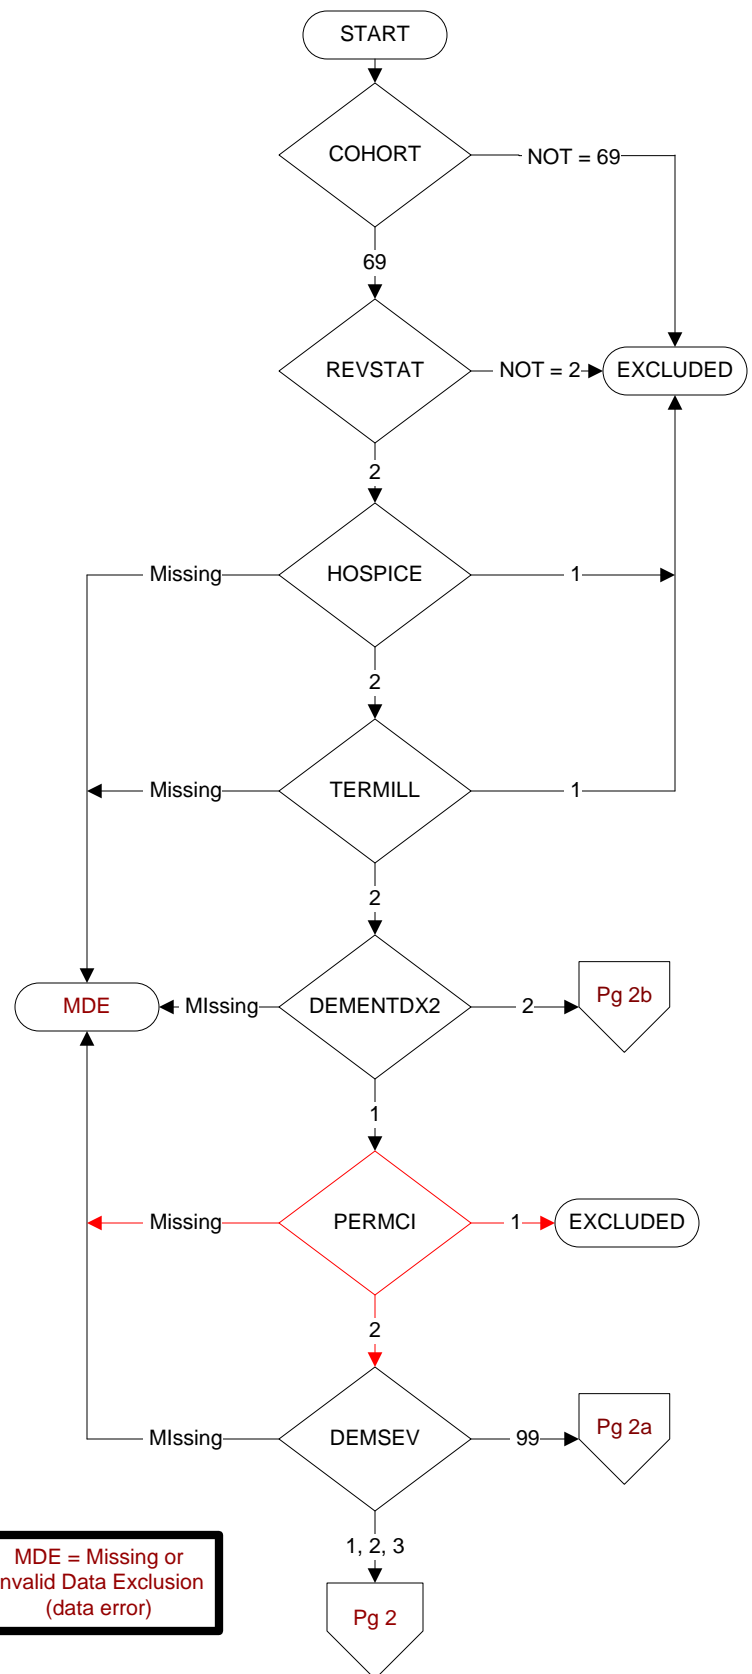 START
COHORT
NOT = 69
69
REVSTAT
NOT = 2
EXCLUDED
2
Missing
HOSPICE
1
2
Missing
TERMILL
1
2
MDE
MIssing
DEMENTDX2
2
Pg 2b
1
Missing
PERMCI
1
EXCLUDED
2
MIssing
DEMSEV
99
Pg 2a
1, 2, 3
MDE = Missing or
nvalid Data Exclusion
(data error)
Pg 2